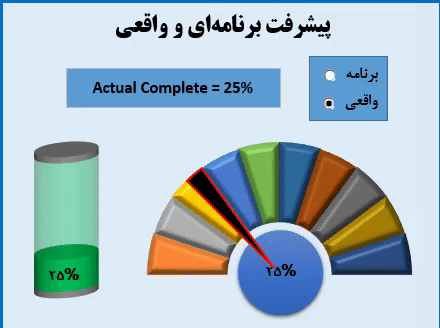 پیشرفت برنامه‌ای و واقعی
Actual Complete = 25%
برنامه
واقعی
۲۵%
۲۵%